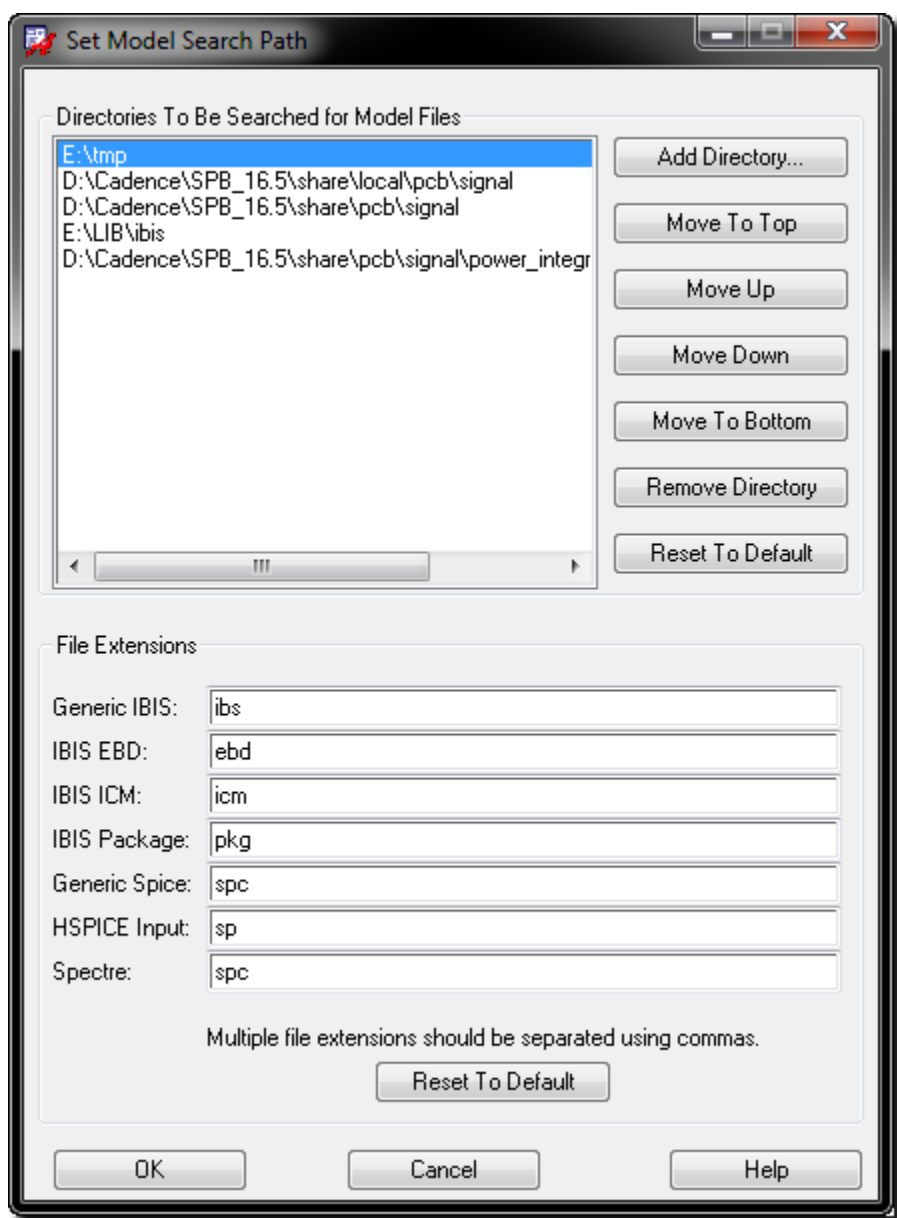 Set Model Search Path
Directories To Be Searched for Model Files
E:\tmp
D:\Cadence\SPB_16.5\share\local\pcb\signal
D:\Cadence\SPB_16.5\share\pcb\signal
E:\LIB\ibis
D:\Cadence\SPB_16.5\share\pcb\signal\power_integr
Add Directory...
Move To Top
Move Up
Move Down
Move To Bottom
Remove Directory
Reset To Default
File Extensions
Generic IBIS: ibs
IBIS EBD: ebd
IBIS ICM: icm
IBIS Package: pkg
Generic Spice: spc
HSPICE Input: sp
Spectre: spc
Multiple file extensions should be separated using commas.
Reset To Default
OK Cancel Help